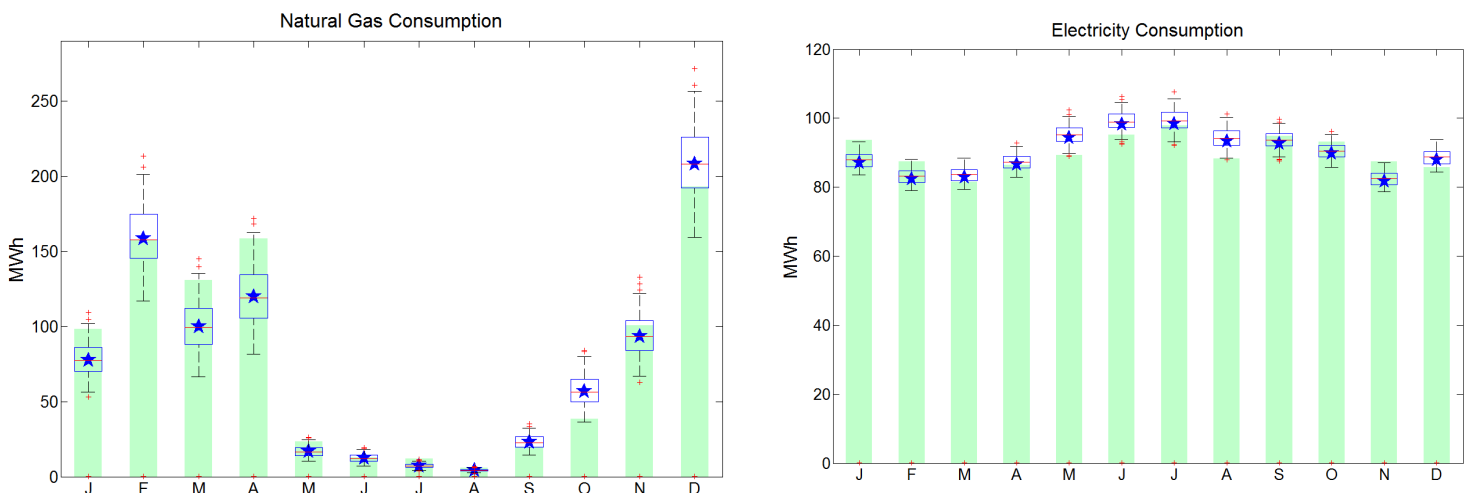 Natural Gas Consumption
MWh
250
200
150
100
50
0
J F M A M J J A S O N D
Electricity Consumption
MWh
120
100
80
60
40
20
0
J F M A M J J A S O N D